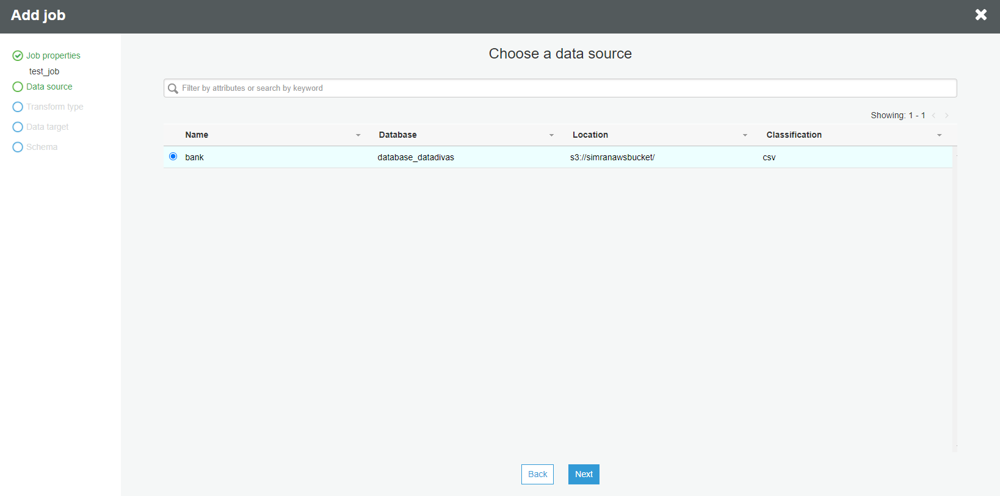 Add job
Job properties
test_job
Data source
Transform type
Data target
Schema
Choose a data source
Filter by attributes or search by keyword
Showing: 1 - 1
Name Database Location Classification
bank database_datadivas s3://simranawsbucket/ csv
Back Next